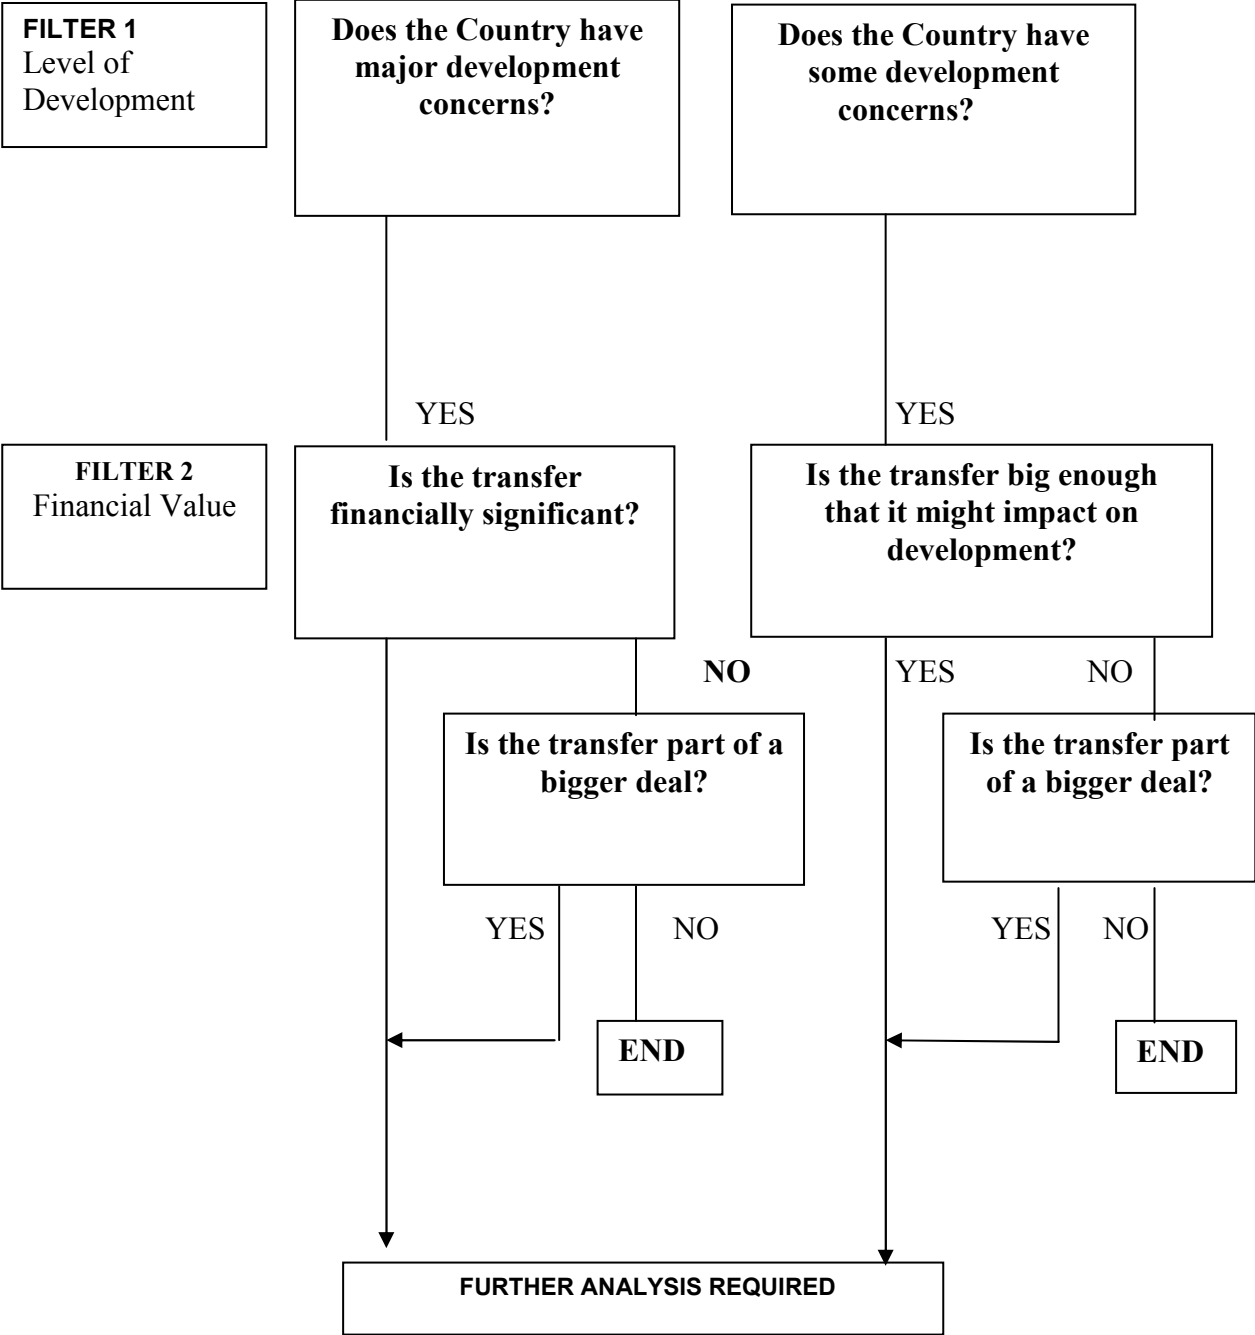 FILTER 1
Level of
Development
Does the Country have
major development
concerns?
Does the Country have
some development
concerns?
YES
YES
FILTER 2
Financial Value
Is the transfer
financially significant?
Is the transfer big enough
that it might impact on
development?
NO
YES
NO
Is the transfer part of a
bigger deal?
Is the transfer part
of a bigger deal?
YES
NO
YES
NO
END
END
FURTHER ANALYSIS REQUIRED